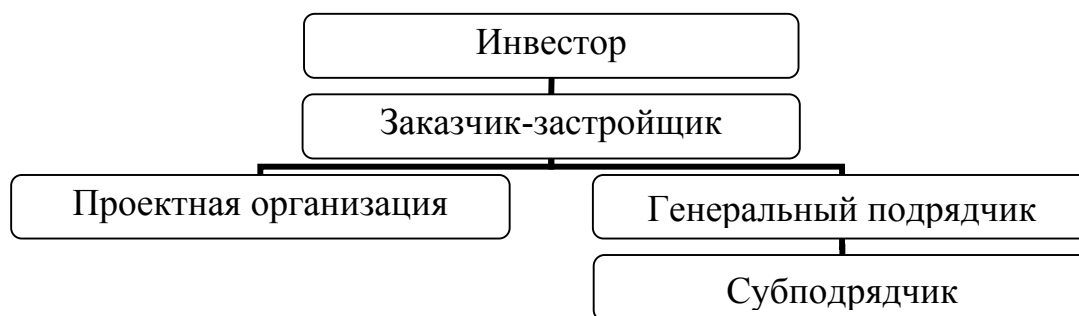 Инвестор
Заказчик-застройщик
Проектная организация
Генеральный подрядчик
Субподрядчик